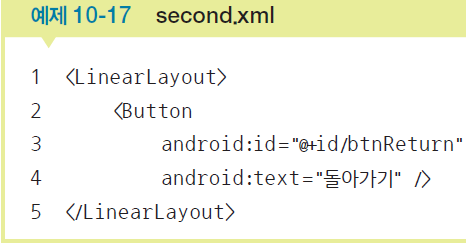 예제 10-17 second.xml
1 <LinearLayout>
2 <Button
3 android:id="@+id/btnReturn"
4 android:text="돌아가기" />
5 </LinearLayout>